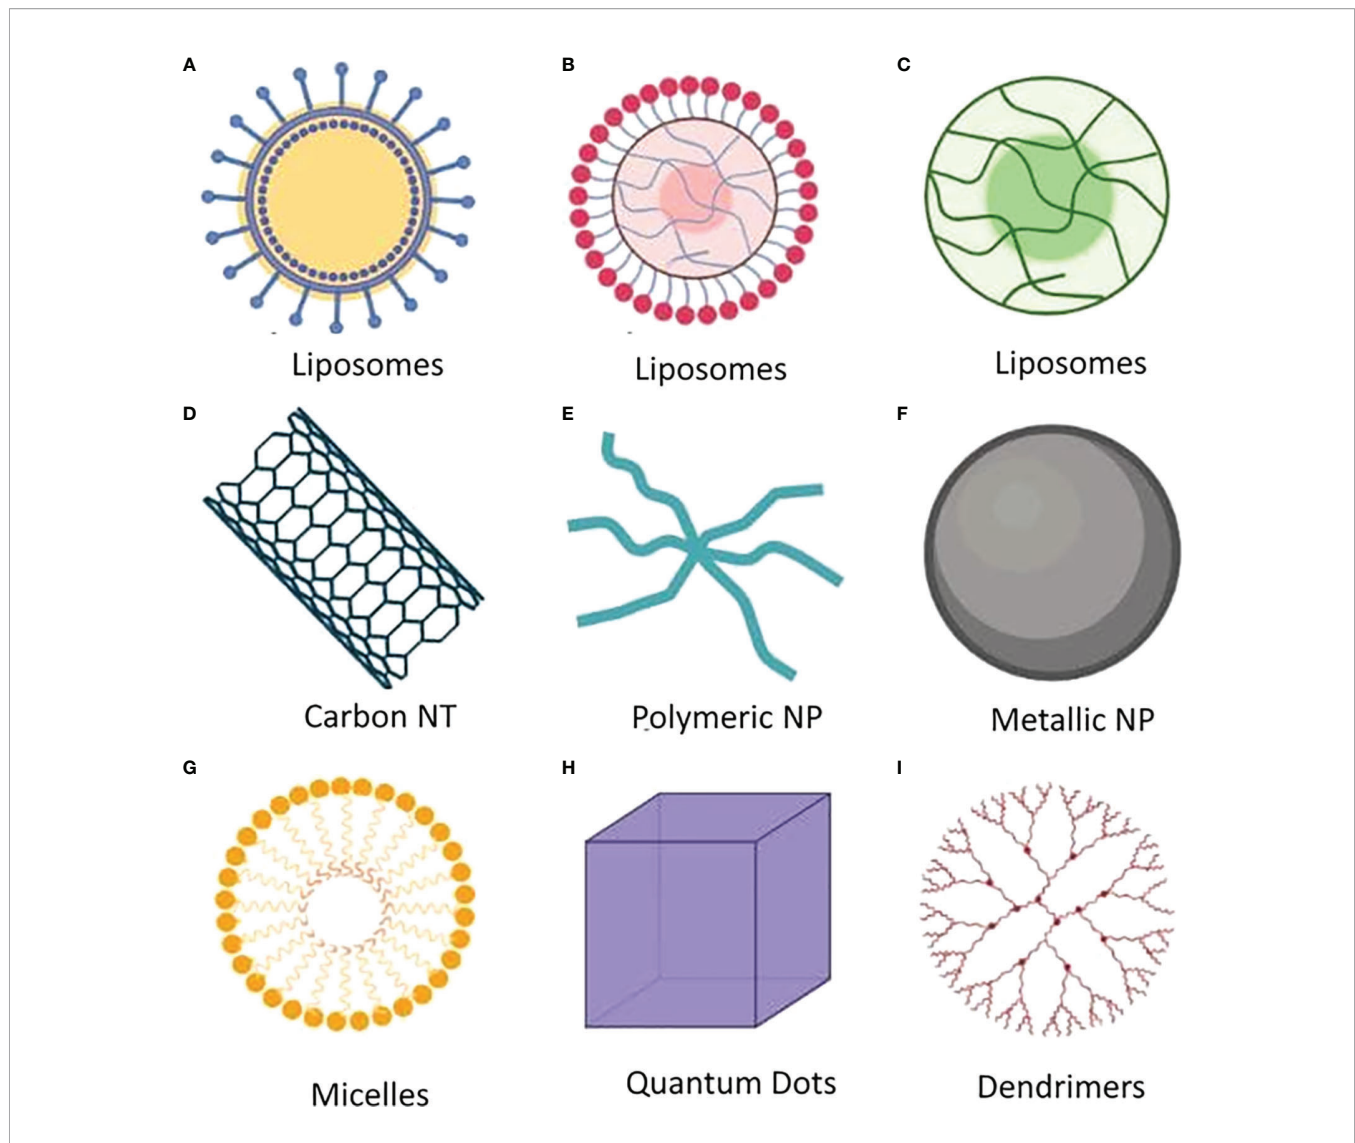 A
B
C
Liposomes
Liposomes
Liposomes
D
E
F
Carbon NT
Polymeric NP
Metallic NP
G
H
I
Micelles
Quantum Dots
Dendrimers